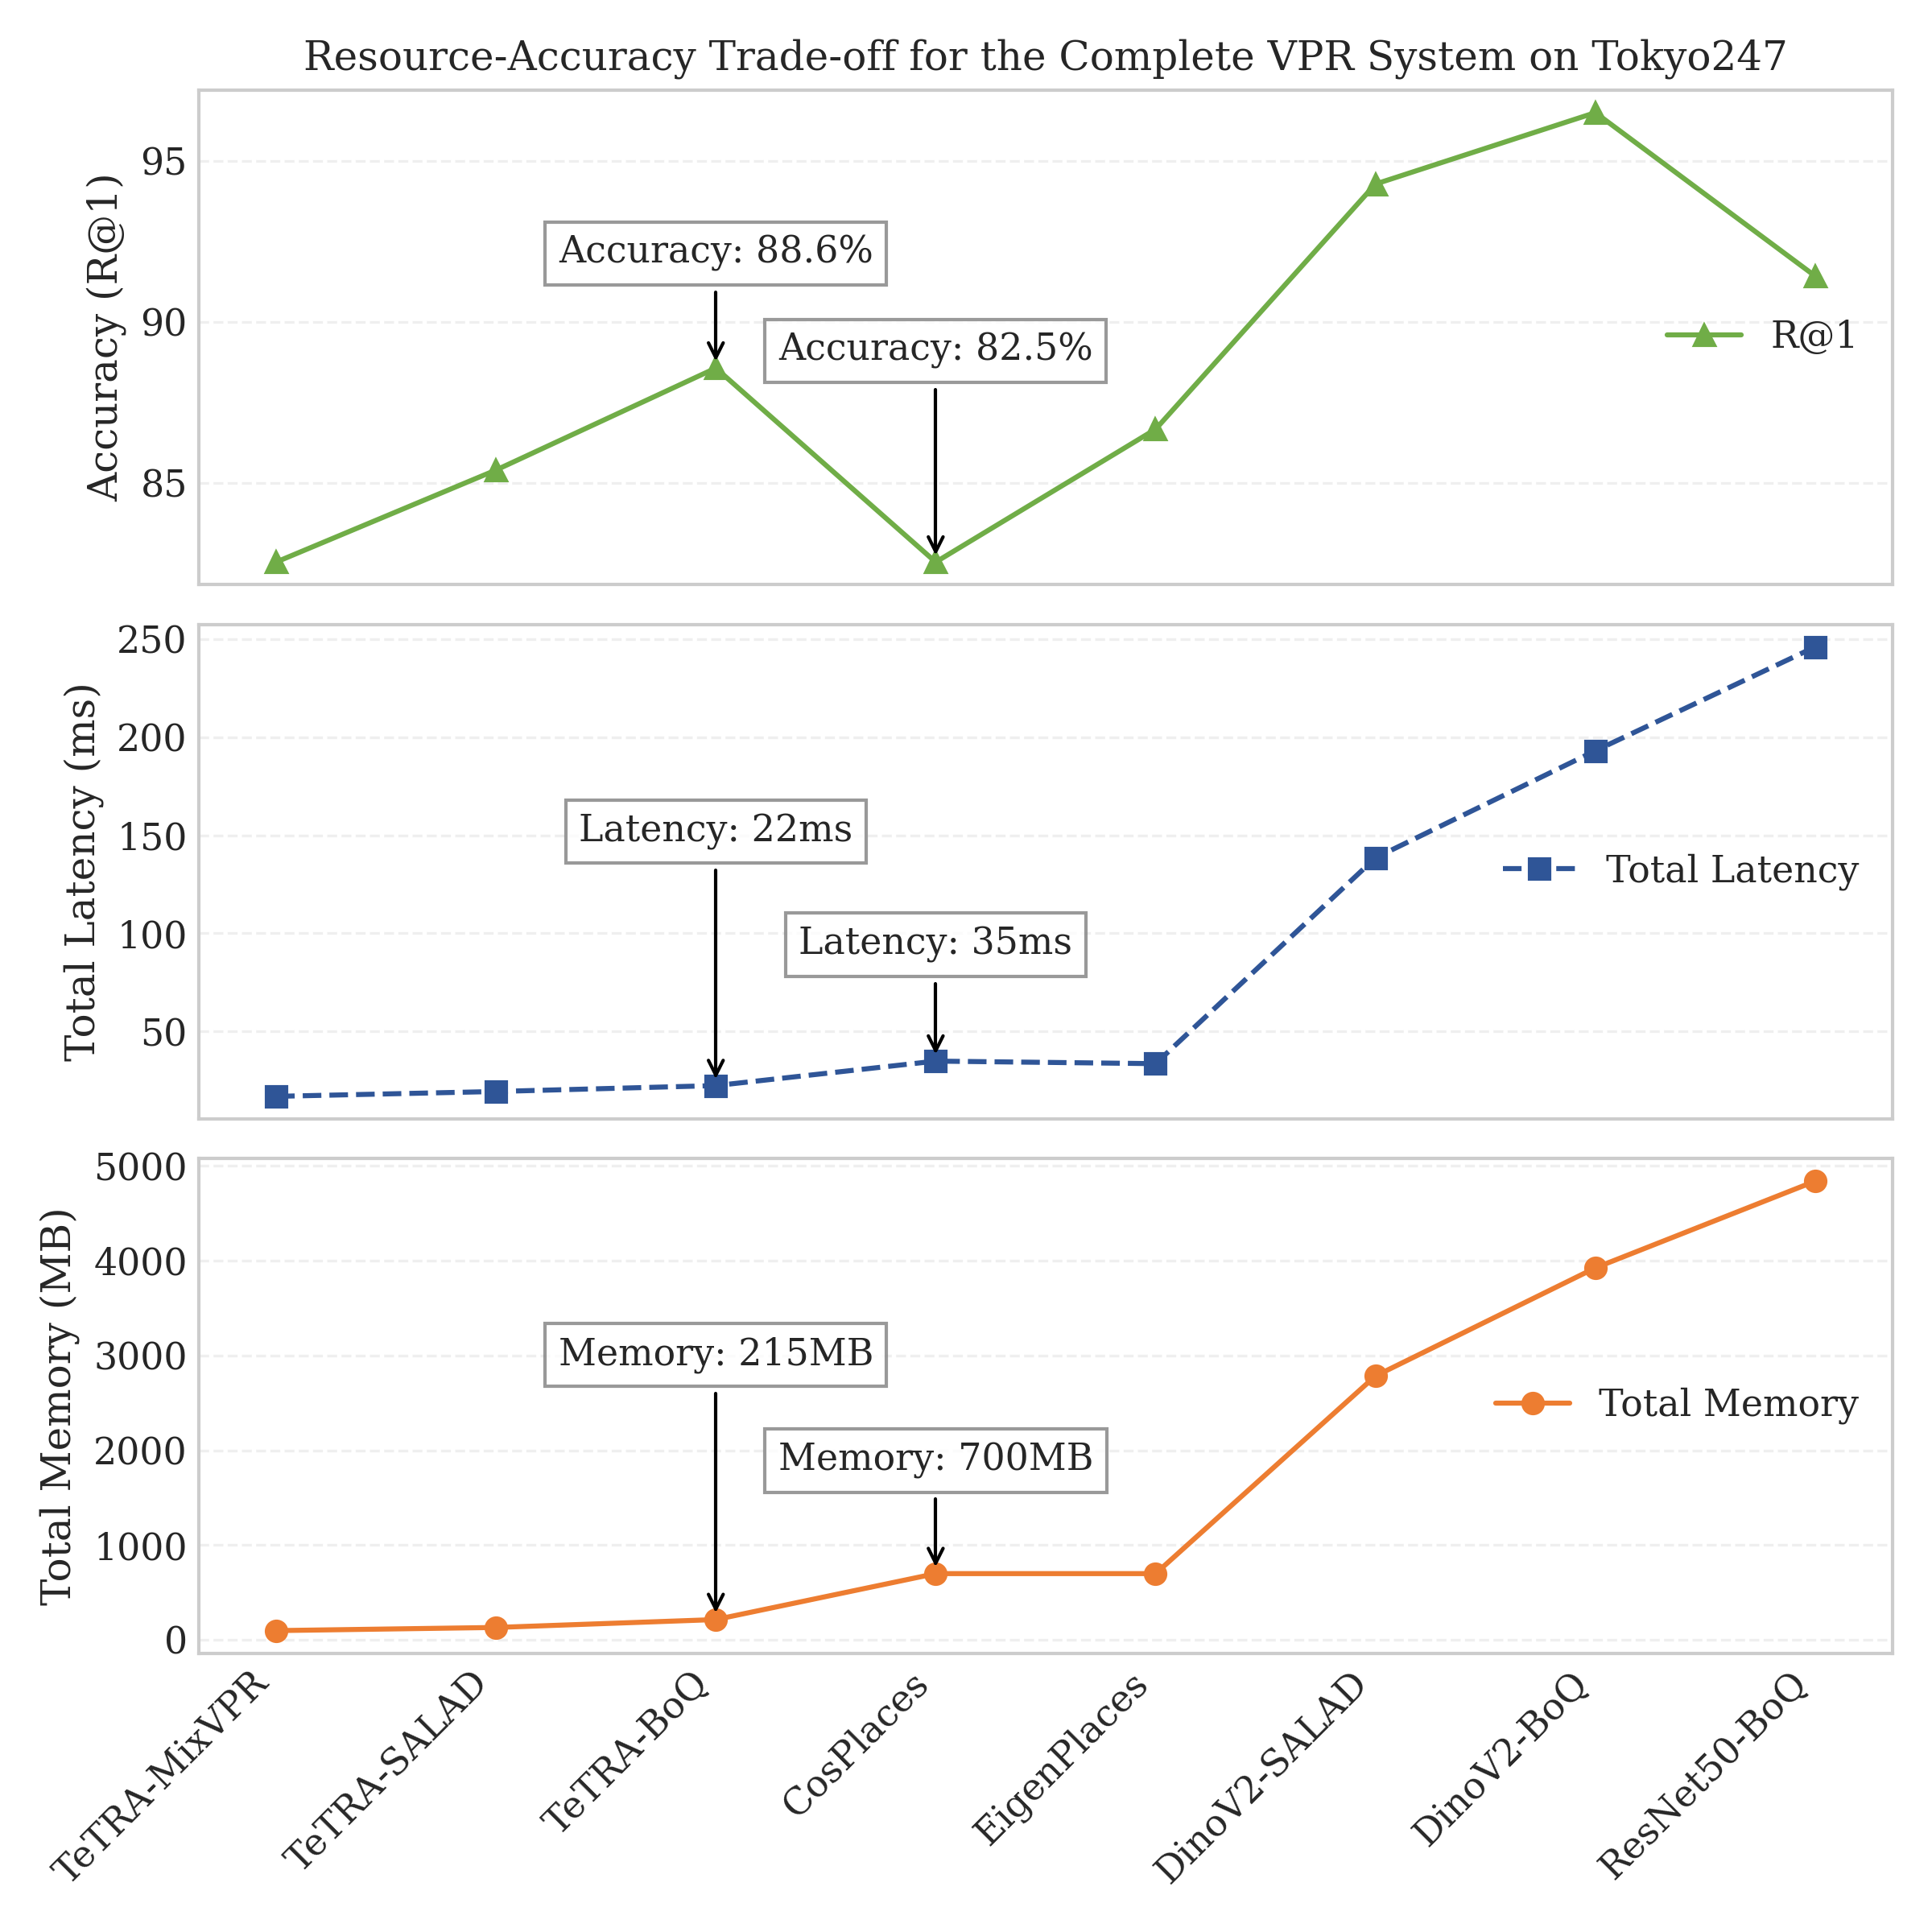 Resource-Accuracy Trade-off for the Complete VPR System on Tokyo247
Accuracy (R@1)
95
90
85
Accuracy: 88.6%
Accuracy: 82.5%
R@1
Total Latency (ms)
250
200
150
100
50
Latency: 22ms
Latency: 35ms
Total Latency
Total Memory (MB)
5000
4000
3000
2000
1000
0
Memory: 215MB
Memory: 700MB
Total Memory
TeTRA-MixVPR
TeTRA-SALAD
TeTRA-BoQ
CosPlaces
EigenPlaces
DinoV2-SALAD
DinoV2-BoQ
ResNet50-BoQ